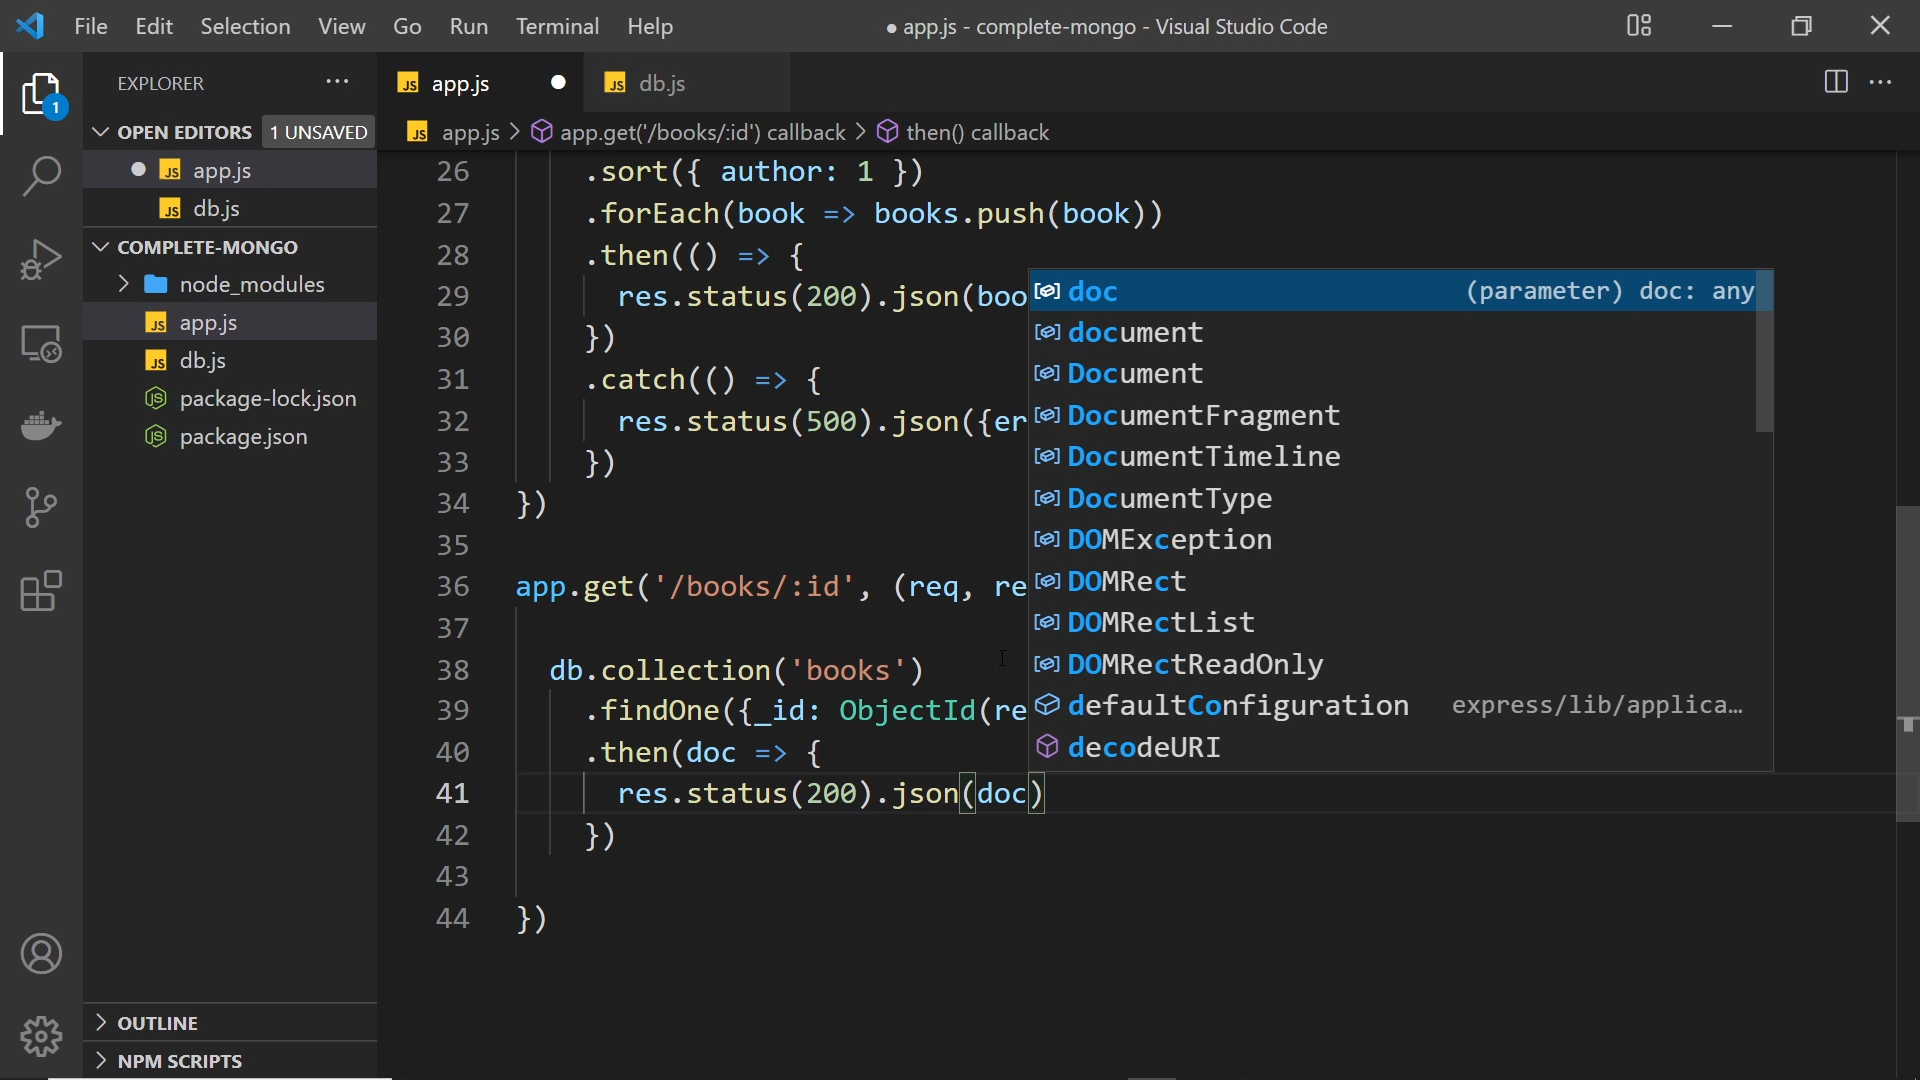 File Edit Selection View Go Run Terminal Help
● app.js - complete-mongo - Visual Studio Code
EXPLORER
1
OPEN EDITORS 1 UNSAVED
app.js
db.js
COMPLETE-MONGO
node_modules
app.js
db.js
package-lock.json
package.json
OUTLINE
NPM SCRIPTS
JS app.js ● JS db.js
JS app.js > app.get('/books/:id') callback > then() callback
26 .sort({ author: 1 })
27 .forEach(book => books.push(book))
28 .then(() => {
29 res.status(200).json(boo
30 })
31 .catch(() => {
32 res.status(500).json({er
33 })
34 })
35
36 app.get('/books/:id', (req, re
37
38 db.collection('books')
39 .findOne({_id: ObjectId(re
40 .then(doc => {
41 res.status(200).json(doc)
42 })
43
44 })
doc (parameter) doc: any
document
Document
DocumentFragment
DocumentTimeline
DocumentType
DOMException
DOMRect
DOMRectList
DOMRectReadOnly
defaultConfiguration express/lib/applica…
decodeURI